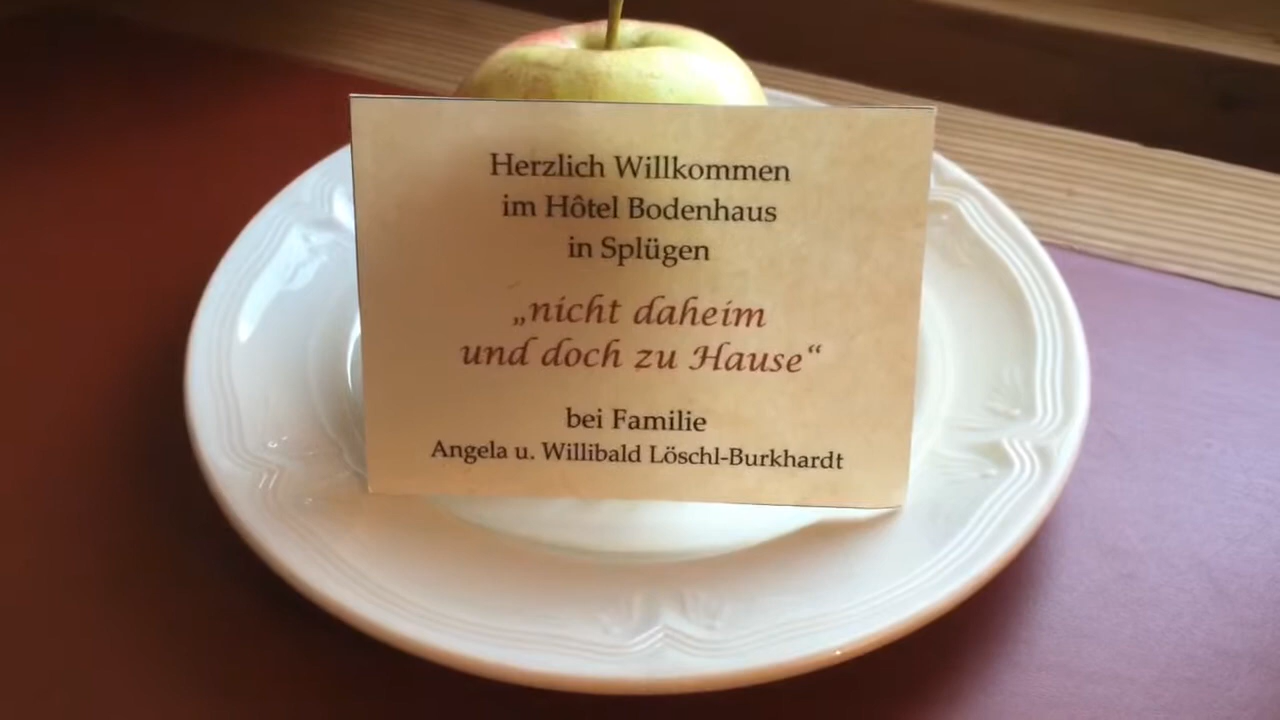 Herzlich Willkommen
im Hôtel Bodenhaus
in Splügen
„nicht daheim
und doch zu Hause“
bei Familie
Angela u. Willibald Löschl-Burkhardt